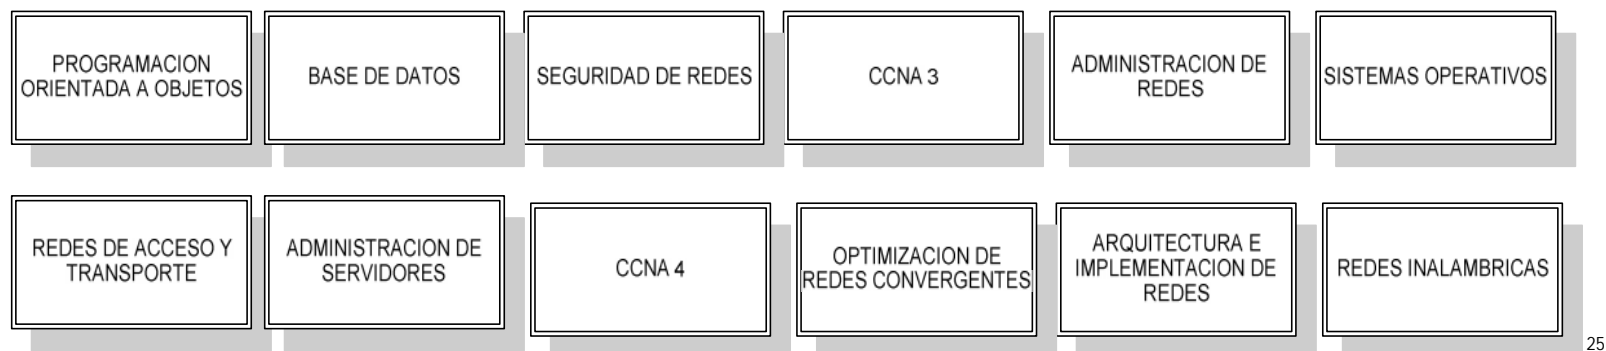 PROGRAMACION
ORIENTADA A OBJETOS
BASE DE DATOS
SEGURIDAD DE REDES
CCNA 3
ADMINISTRACION DE
REDES
SISTEMAS OPERATIVOS
REDES DE ACCESO Y
TRANSPORTE
ADMINISTRACION DE
SERVIDORES
CCNA 4
OPTIMIZACION DE
REDES CONVERGENTES
ARQUITECTURA E
IMPLEMENTACION DE
REDES
REDES INALAMBRICAS
25